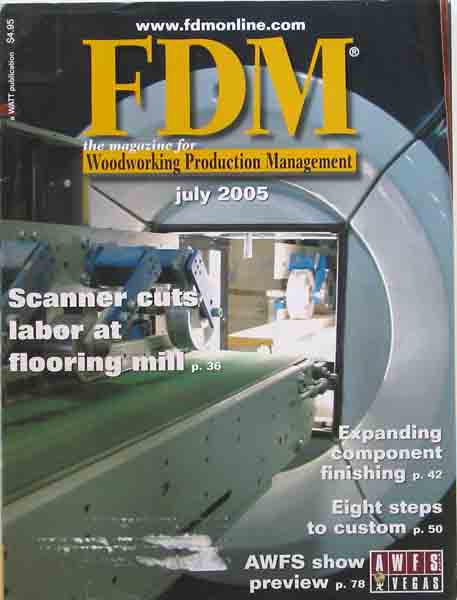 www.fdmonline.com
$4.95
a WATT publication
FDM®
the magazine for
Woodworking Production Management
july 2005
Scanner cuts
labor at
flooring mill p. 36
Expanding
component
finishing p. 42
Eight steps
to custom p. 50
AWFS show
preview p. 78
AWFS
VEGAS